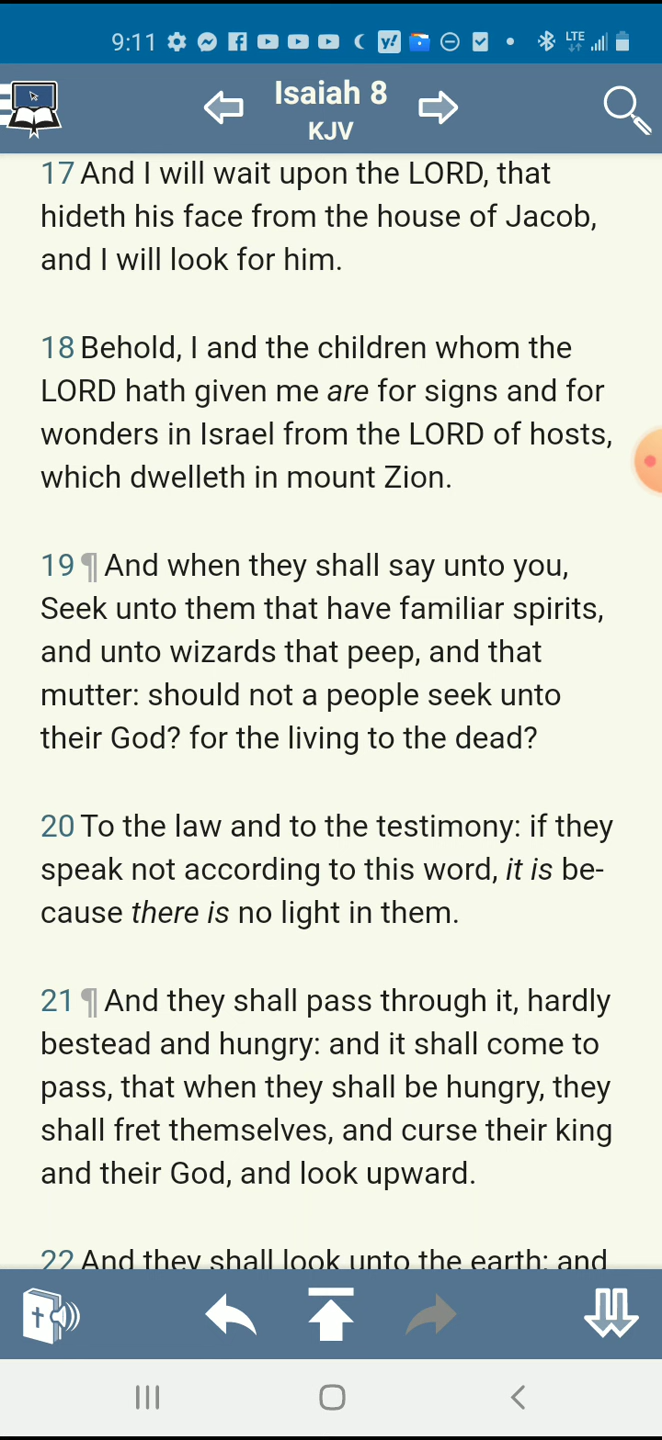 9:11 y! LTE
Isaiah 8
KJV
17 And I will wait upon the LORD, that
hideth his face from the house of Jacob,
and I will look for him.
18 Behold, I and the children whom the
LORD hath given me are for signs and for
wonders in Israel from the LORD of hosts,
which dwelleth in mount Zion.
19 ¶ And when they shall say unto you,
Seek unto them that have familiar spirits,
and unto wizards that peep, and that
mutter: should not a people seek unto
their God? for the living to the dead?
20 To the law and to the testimony: if they
speak not according to this word, it is be-
cause there is no light in them.
21 ¶ And they shall pass through it, hardly
bestead and hungry: and it shall come to
pass, that when they shall be hungry, they
shall fret themselves, and curse their king
and their God, and look upward.
22 And they shall look unto the earth; and